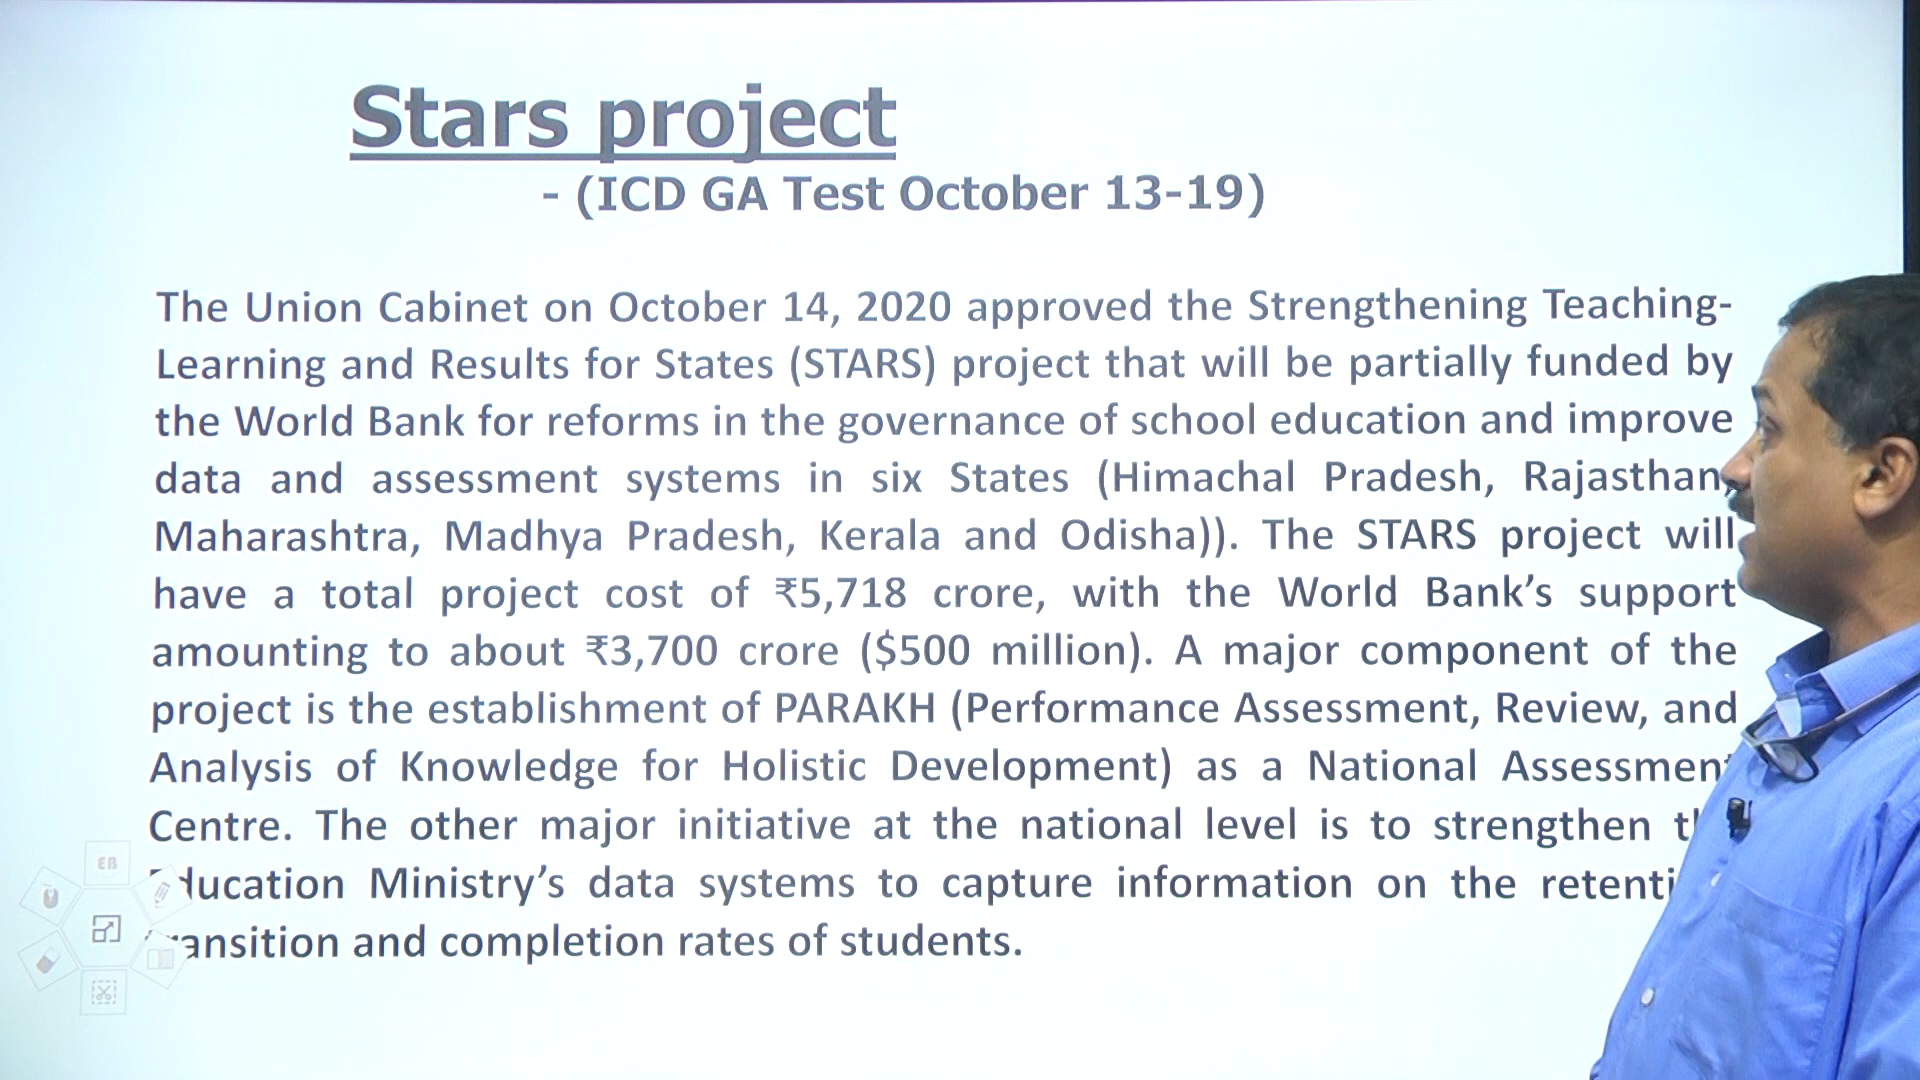 Stars project
- (ICD GA Test October 13-19)
The Union Cabinet on October 14, 2020 approved the Strengthening Teaching-
Learning and Results for States (STARS) project that will be partially funded by
the World Bank for reforms in the governance of school education and improve
data and assessment systems in six States (Himachal Pradesh, Rajasthan,
Maharashtra, Madhya Pradesh, Kerala and Odisha)). The STARS project will
have a total project cost of ₹5,718 crore, with the World Bank’s support
amounting to about ₹3,700 crore ($500 million). A major component of the
project is the establishment of PARAKH (Performance Assessment, Review, and
Analysis of Knowledge for Holistic Development) as a National Assessment
Centre. The other major initiative at the national level is to strengthen
Education Ministry’s data systems to capture information on the
transition and completion rates of students.
EB